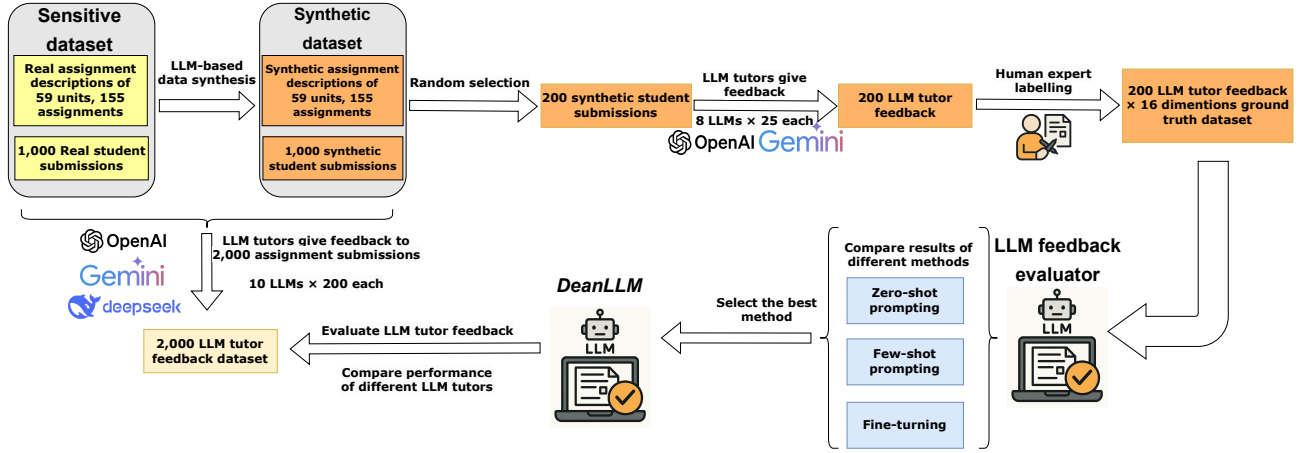 Sensitive
dataset
Real assignment
descriptions of
59 units, 155
assignments
1,000 Real student
submissions
LLM-based
data synthesis
Synthetic
dataset
Synthetic assignment
descriptions of
59 units, 155
assignments
1,000 synthetic
student submissions
Random selection
200 synthetic student
submissions
LLM tutors give
feedback
8 LLMs × 25 each
OpenAI
Gemini
200 LLM tutor
feedback
Human expert
labelling
200 LLM tutor feedback
× 16 dimentions ground
truth dataset
LLM feedback
evaluator
LLM
Compare results of
different methods
Zero-shot
prompting
Few-shot
prompting
Fine-turning
Select the best
method
DeanLLM
LLM
Evaluate LLM tutor feedback
Compare performance
of different LLM tutors
OpenAI
Gemini
deepseek
LLM tutors give feedback to
2,000 assignment submissions
10 LLMs × 200 each
2,000 LLM tutor
feedback dataset